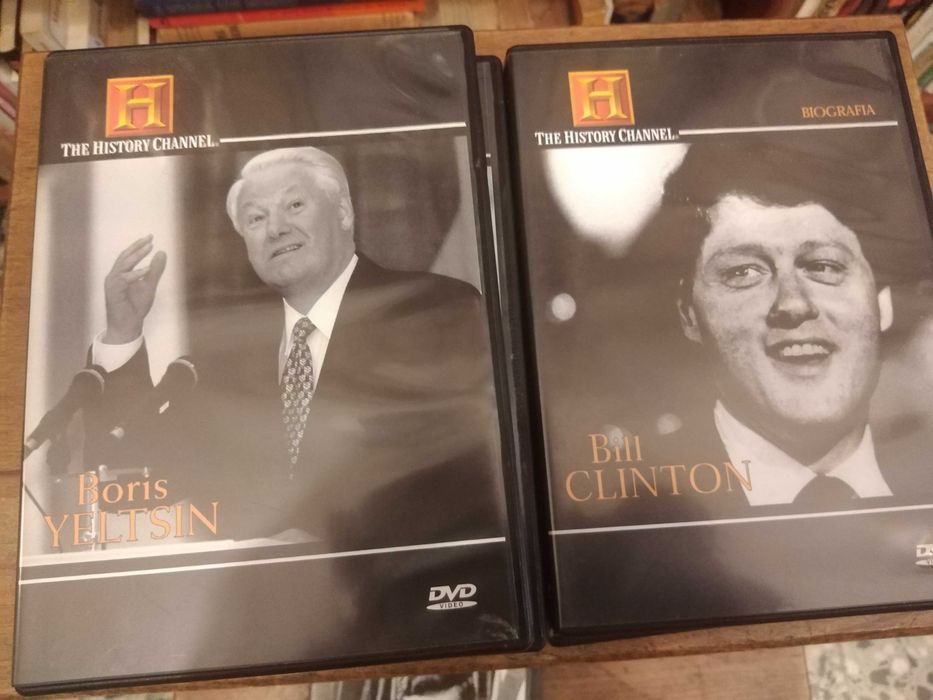 H
THE HISTORY CHANNEL
Boris
YELTSIN
DVD
VIDEO
H
THE HISTORY CHANNEL
BIOGRAFIA
Bill
CLINTON